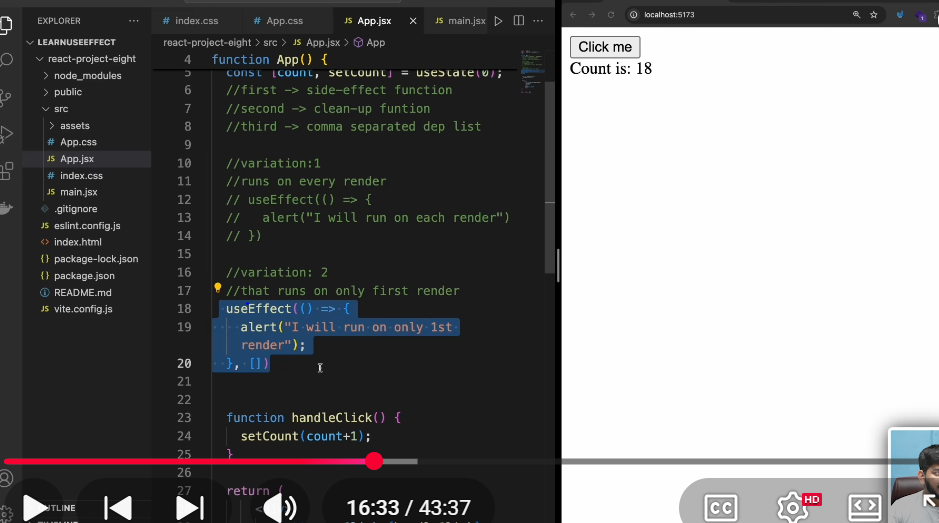 EXPLORER
index.css
App.css
App.jsx
main.jsx
LEARNUSEEFFECT
react-project-eight > src > App.jsx > App
react-project-eight
node_modules
public
src
assets
App.css
App.jsx
index.css
main.jsx
.gitignore
eslint.config.js
index.html
package-lock.json
package.json
README.md
vite.config.js
OUTLINE
4 function App() {
5 const [count, setCount] = useState(0);
6 //first -> side-effect function
7 //second -> clean-up funtion
8 //third -> comma separated dep list
9
10 //variation:1
11 //runs on every render
12 // useEffect(() => {
13 // alert("I will run on each render")
14 // })
15
16 //variation: 2
17 //that runs on only first render
18 useEffect(() => {
19 alert("I will run on only 1st
render");
20 }, [])
21
22
23 function handleClick() {
24 setCount(count+1);
25 }
26
27 return (
localhost:5173
Click me
Count is: 18
16:33 / 43:37
CC
HD